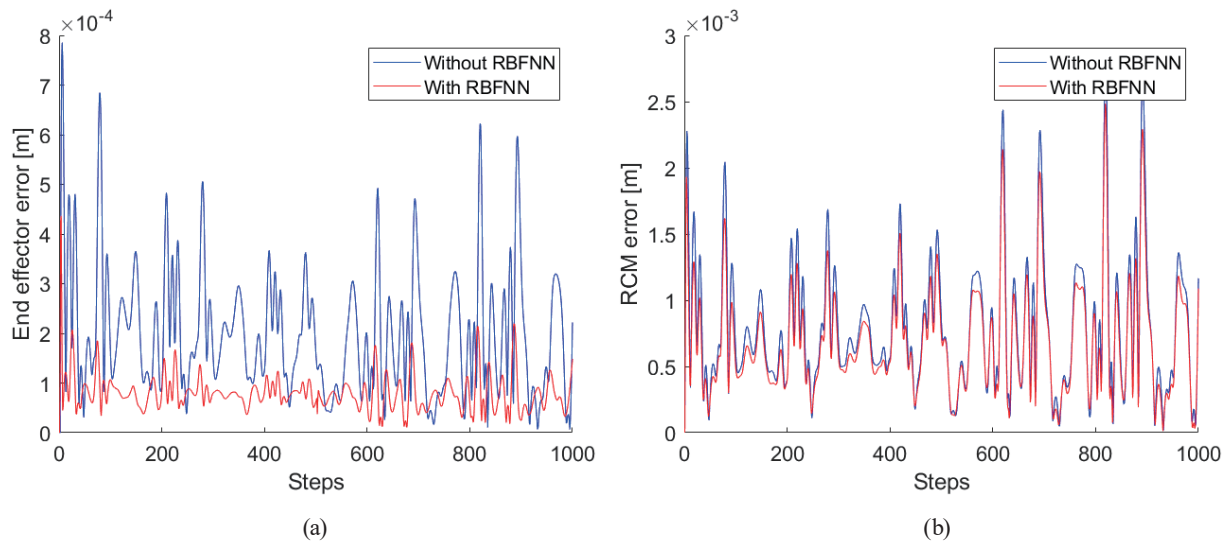 ×10⁻⁴
8
7
6
5
4
3
2
1
0
End effector error [m]
Without RBFNN
With RBFNN
0 200 400 600 800 1000
Steps
(a)
×10⁻³
3
2.5
2
1.5
1
0.5
0
RCM error [m]
Without RBFNN
With RBFNN
0 200 400 600 800 1000
Steps
(b)